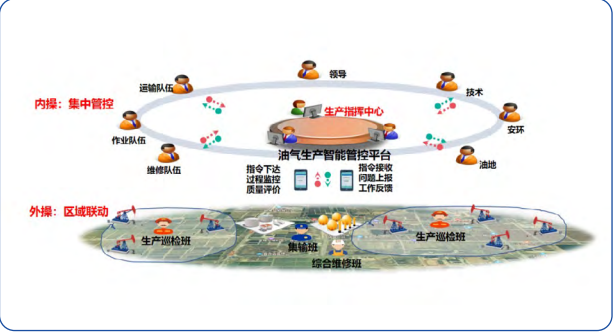 领导
运输队伍
技术
内操：集中管控
生产指挥中心
安环
作业队伍
维修队伍
油气生产智能管控平台
油地
指令下达
过程监控
质量评价
指令接收
问题上报
工作反馈
外操：区域联动
生产巡检班
集输班
生产巡检班
综合维修班